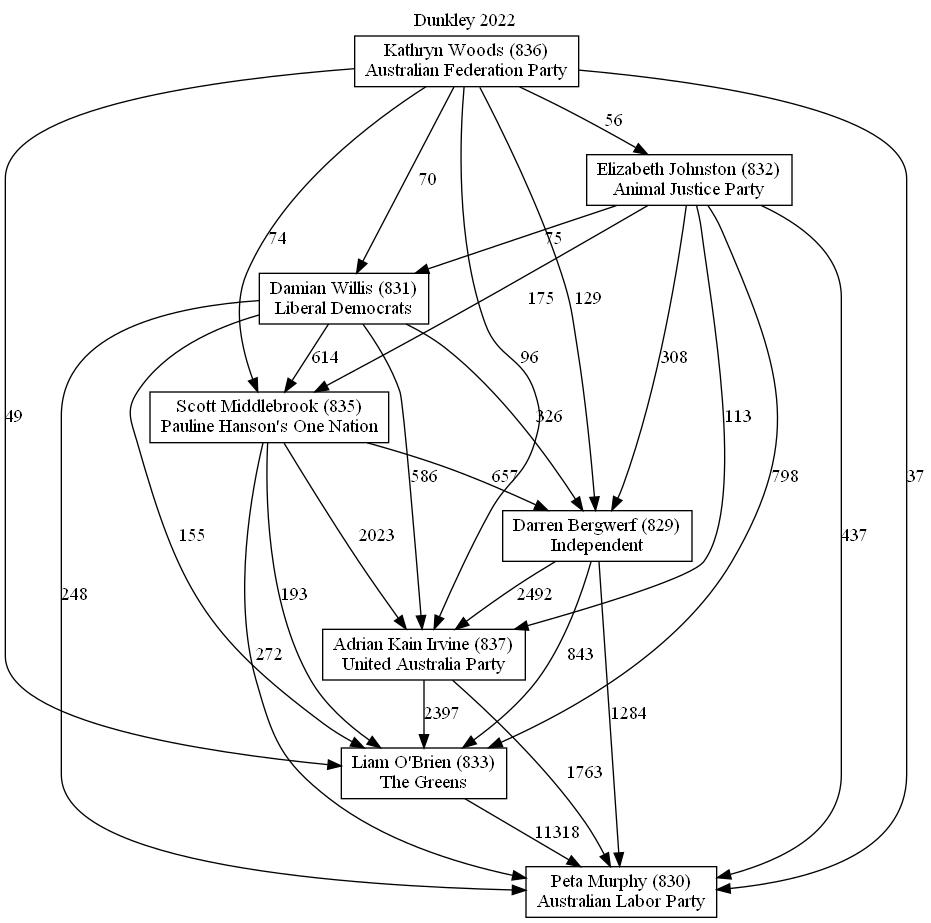 Dunkley 2022
Kathryn Woods (836)
Australian Federation Party
56
Elizabeth Johnston (832)
Animal Justice Party
70
74
75
Damian Willis (831)
Liberal Democrats
175
129
614
96
308
Scott Middlebrook (835)
Pauline Hanson's One Nation
49
326
113
586
657
798
37
Darren Bergwerf (829)
Independent
155
2023
437
248
193
2492
Adrian Kain Irvine (837)
United Australia Party
272
843
2397
1284
Liam O'Brien (833)
The Greens
1763
11318
Peta Murphy (830)
Australian Labor Party